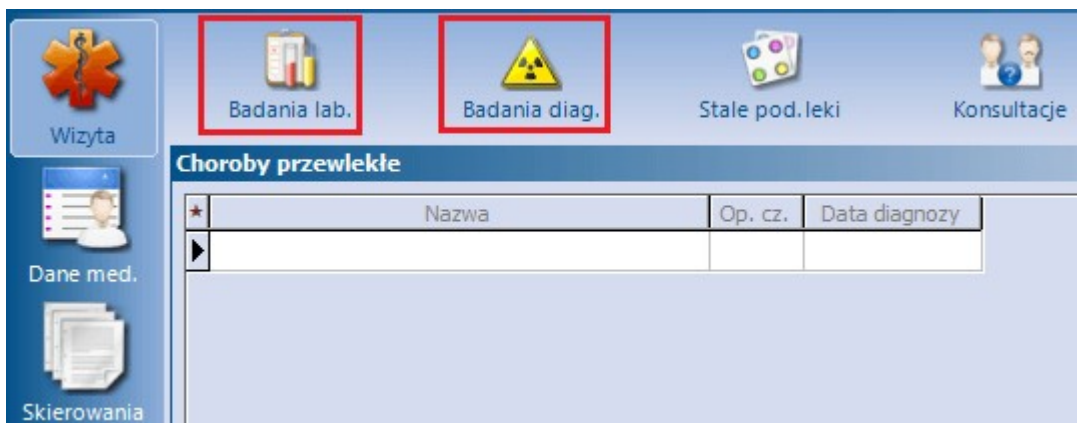 Badania lab.
Badania diag.
Stale pod.leki
Konsultacje
Wizyta
Dane med.
Skierowania
Choroby przewlekłe
Nazwa
Op. cz.
Data diagnozy